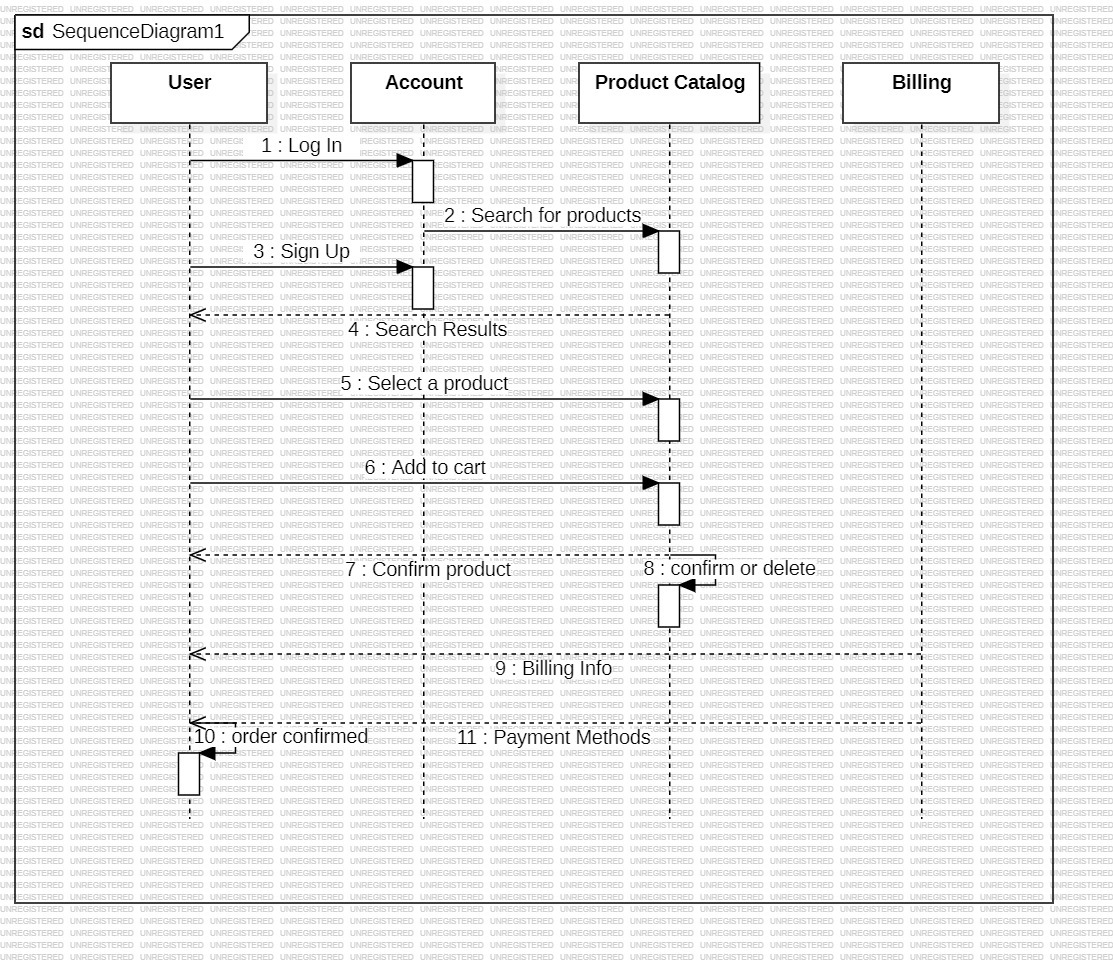 sd SequenceDiagram1
User
Account
Product Catalog
Billing
1 : Log In
2 : Search for products
3 : Sign Up
4 : Search Results
5 : Select a product
6 : Add to cart
7 : Confirm product
8 : confirm or delete
9 : Billing Info
10 : order confirmed
11 : Payment Methods
UNREGISTERED